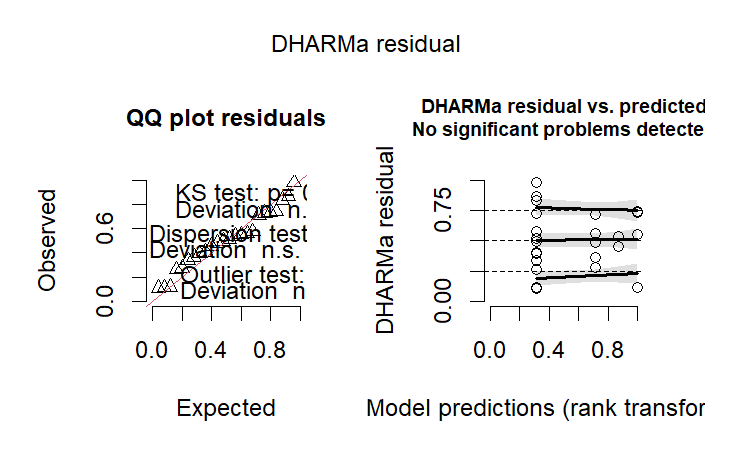 DHARMa residual
QQ plot residuals
KS test: p= 0
Deviation n.
Dispersion test
Deviation n.s.
Outlier test:
Deviation n
Observed
0.0
0.6
0.0 0.4 0.8
Expected
DHARMa residual vs. predicted
No significant problems detecte
DHARMa residual
0.00
0.75
0.0 0.4 0.8
Model predictions (rank transfor